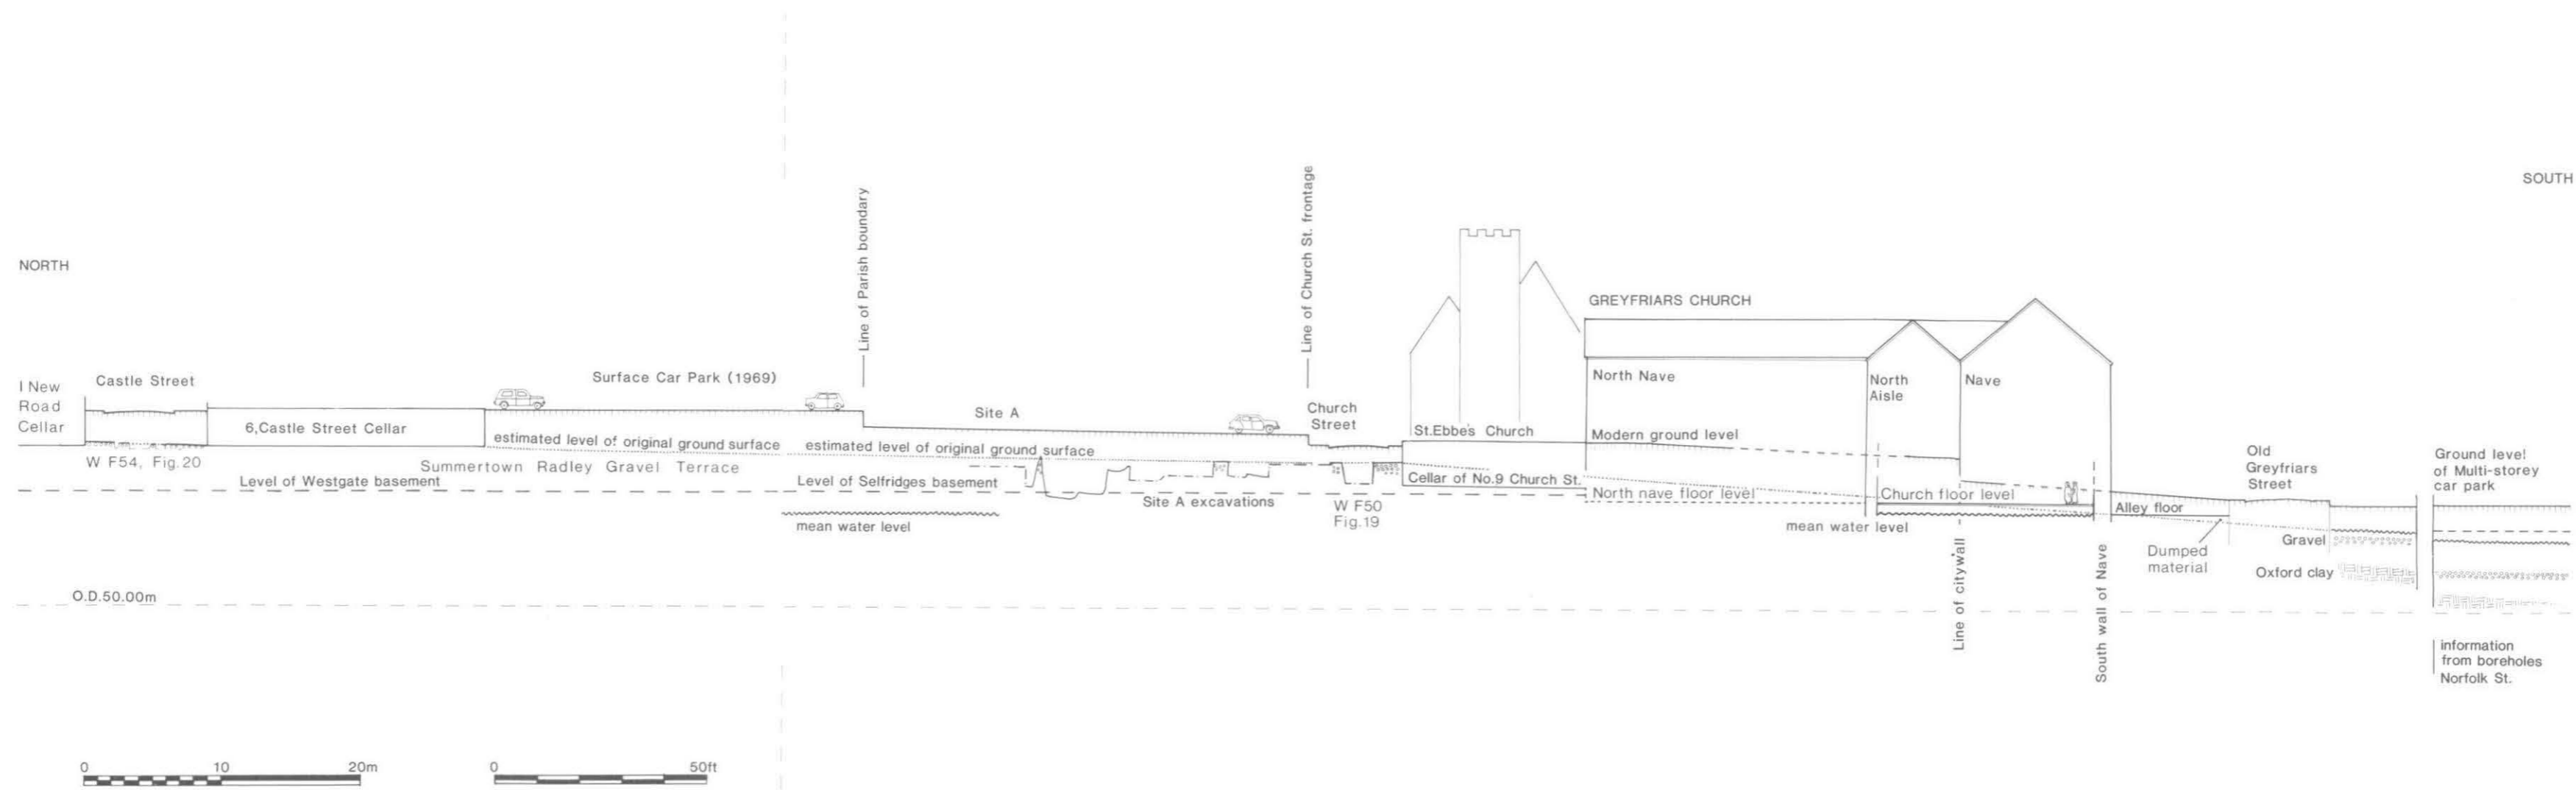 NORTH
SOUTH
Line of Parish boundary
Line of Church St. frontage
GREYFRIARS CHURCH
I New
Road
Cellar
Castle Street
Surface Car Park (1969)
Site A
Church
Street
North Nave
North
Aisle
Nave
6,Castle Street Cellar
estimated level of original ground surface
estimated level of original ground surface
St.Ebbe's Church
Modern ground level
W F54, Fig.20
Summertown Radley Gravel Terrace
Level of Westgate basement
Level of Selfridges basement
Cellar of No.9 Church St.
North nave floor level
Church floor level
Site A excavations
W F50
Fig.19
mean water level
mean water level
Alley floor
Old
Greyfriars
Street
Ground level
of Multi-storey
car park
Dumped
material
Gravel
Oxford clay
Line of city wall
South wall of Nave
O.D.50.00m
information
from boreholes
Norfolk St.
0 10 20m
0 50ft